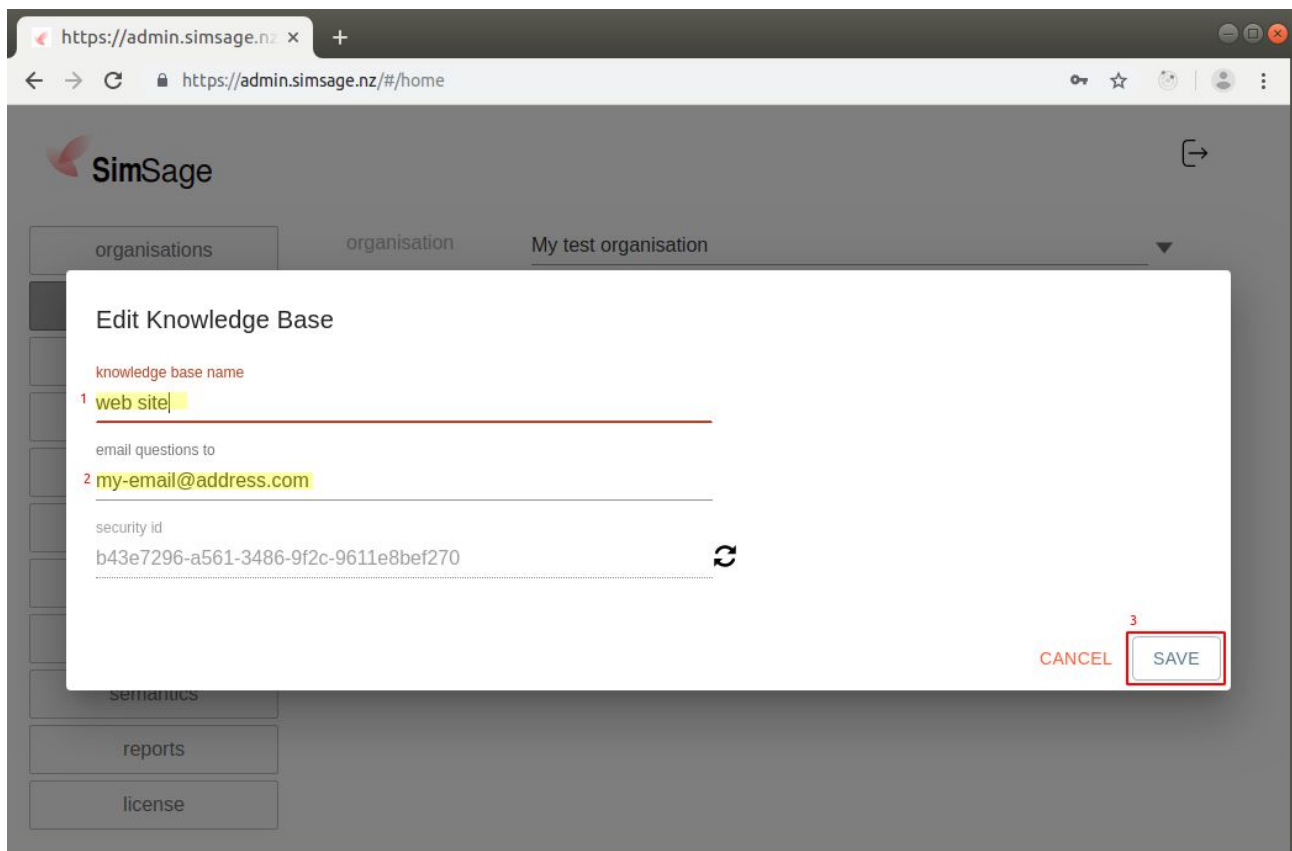 https://admin.simsage.nz
https://admin.simsage.nz/#/home
SimSage
organisations
organisation
My test organisation
Edit Knowledge Base
knowledge base name
1 web site
email questions to
2 my-email@address.com
security id
b43e7296-a561-3486-9f2c-9611e8bef270
3
CANCEL
SAVE
semantics
reports
license